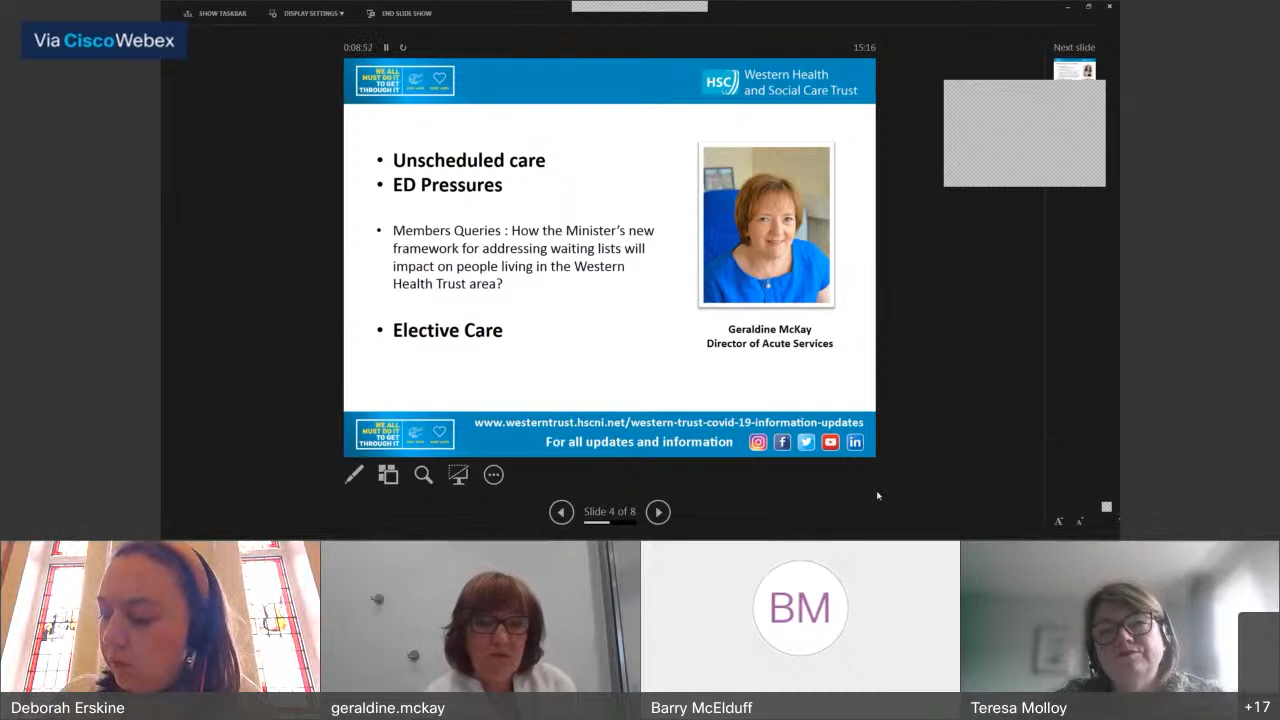 SHOW TASKBAR
DISPLAY SETTINGS ▼
END SLIDE SHOW
Via Cisco Webex
0:08:52
15:16
Next slide
WE ALL
MUST DO IT
TO GET
THROUGH IT
HSC
Western Health
and Social Care Trust
• Unscheduled care
• ED Pressures
• Members Queries : How the Minister's new
framework for addressing waiting lists will
impact on people living in the Western
Health Trust area?
• Elective Care
Geraldine McKay
Director of Acute Services
WE ALL
MUST DO IT
TO GET
THROUGH IT
www.westerntrust.hscni.net/western-trust-covid-19-information-updates
For all updates and information
Slide 4 of 8
A A
BM
Deborah Erskine
geraldine.mckay
Barry McElduff
Teresa Molloy
+17